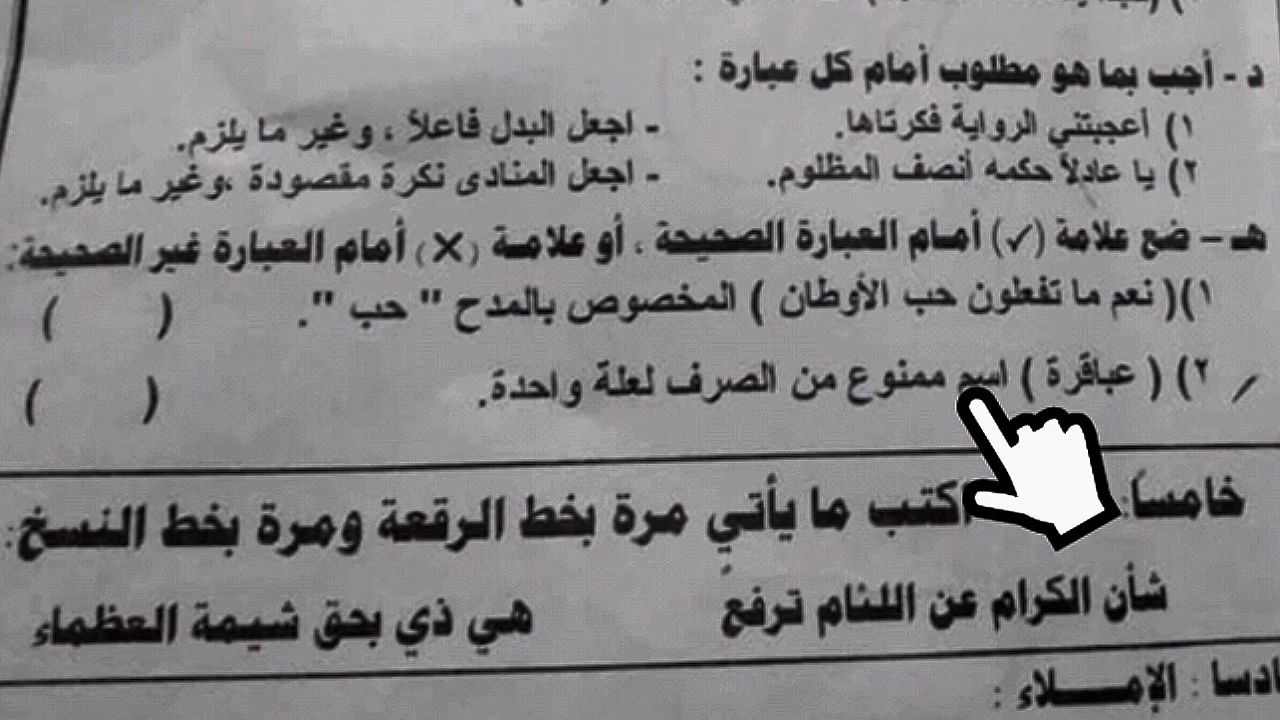 د - أجب بما هو مطلوب أمام كل عبارة :
١) أعجبتني الرواية فكرتاها. - اجعل البدل فاعلاً ، وغير ما يلزم.
٢) يا عادلاً حكمه أنصف المظلوم. - اجعل المنادى نكرة مقصودة ،وغير ما يلزم.
هـ – ضع علامة (✓) أمام العبارة الصحيحة ، أو علامة (X) أمام العبارة غير الصحيحة:
١)( نعم ما تفعلون حب الأوطان ) المخصوص بالمدح " حب ". ( )
٢) ( عباقرة ) اسم ممنوع من الصرف لعلة واحدة. ( )
خامساً: اكتب ما يأتي مرة بخط الرقعة ومرة بخط النسخ :
شأن الكرام عن اللئام ترفع هي ذي بحق شيمة العظماء
ادسا : الإمـــلاء :